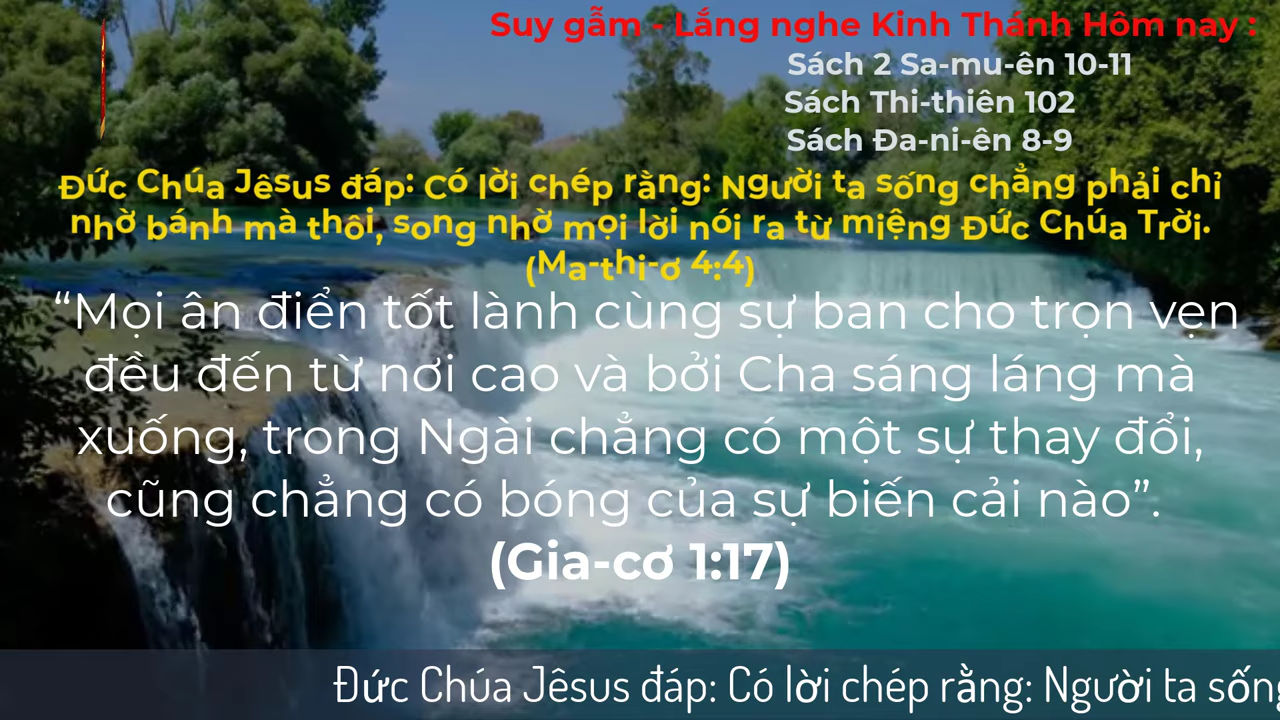 Suy gẫm - Lắng nghe Kinh Thánh Hôm nay :
Sách 2 Sa-mu-ên 10-11
Sách Thi-thiên 102
Sách Đa-ni-ên 8-9
Đức Chúa Jêsus đáp: Có lời chép rằng: Người ta sống chẳng phải chỉ
nhờ bánh mà thôi, song nhờ mọi lời nói ra từ miệng Đức Chúa Trời.
(Ma-thi-ơ 4:4)
“Mọi ân điển tốt lành cùng sự ban cho trọn vẹn
đều đến từ nơi cao và bởi Cha sáng láng mà
xuống, trong Ngài chẳng có một sự thay đổi,
cũng chẳng có bóng của sự biến cải nào”.
(Gia-cơ 1:17)
Đức Chúa Jêsus đáp: Có lời chép rằng: Người ta sống